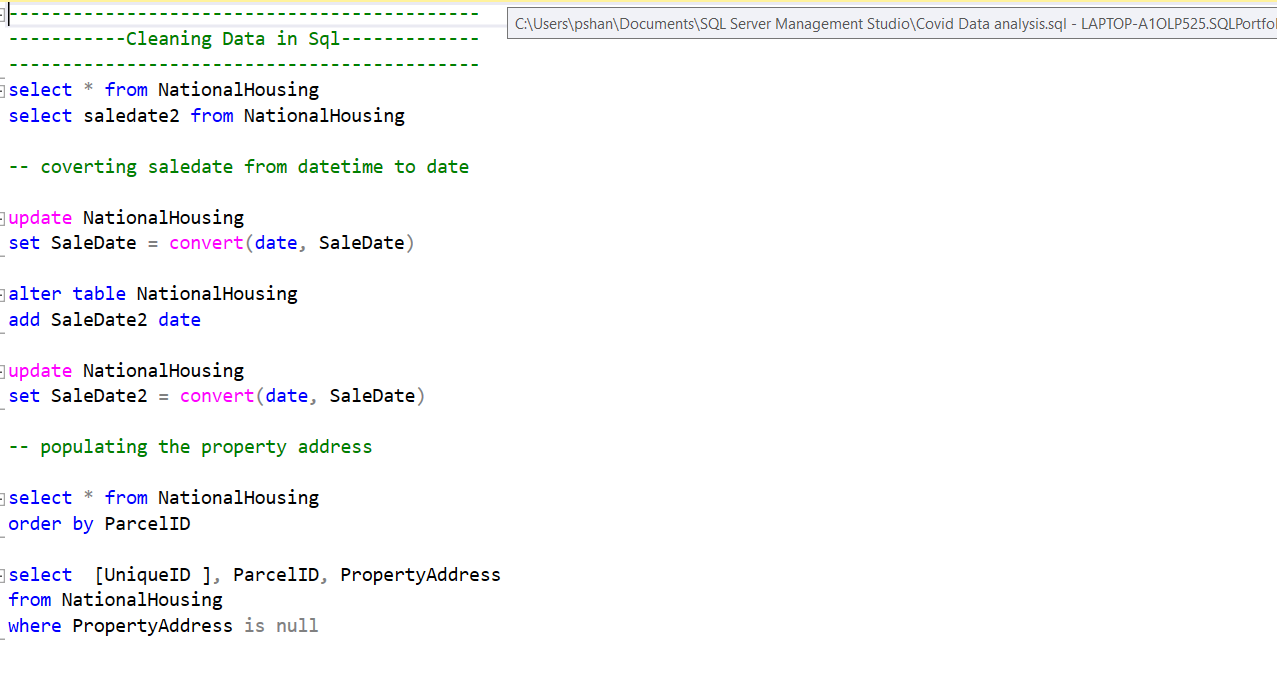 --------------------------------------------
-----------Cleaning Data in Sql-------------
--------------------------------------------
C:\Users\pshan\Documents\SQL Server Management Studio\Covid Data analysis.sql - LAPTOP-A1OLP525.SQLPortfol
select * from NationalHousing
select saledate2 from NationalHousing
-- coverting saledate from datetime to date
update NationalHousing
set SaleDate = convert(date, SaleDate)
alter table NationalHousing
add SaleDate2 date
update NationalHousing
set SaleDate2 = convert(date, SaleDate)
-- populating the property address
select * from NationalHousing
order by ParcelID
select  [UniqueID ], ParcelID, PropertyAddress
from NationalHousing
where PropertyAddress is null